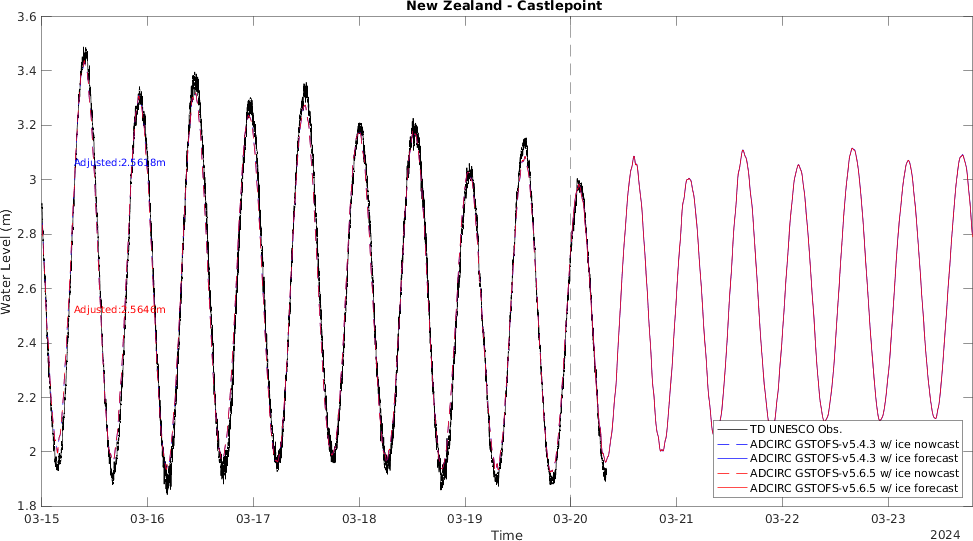 New Zealand - Castlepoint
3.6
3.4
3.2
3
2.8
2.6
2.4
2.2
2
1.8
Water Level (m)
Adjusted:2.5618m
Adjusted:2.5646m
TD UNESCO Obs.
ADCIRC GSTOFS-v5.4.3 w/ ice nowcast
ADCIRC GSTOFS-v5.4.3 w/ ice forecast
ADCIRC GSTOFS-v5.6.5 w/ ice nowcast
ADCIRC GSTOFS-v5.6.5 w/ ice forecast
03-15 03-16 03-17 03-18 03-19 03-20 03-21 03-22 03-23
Time
2024